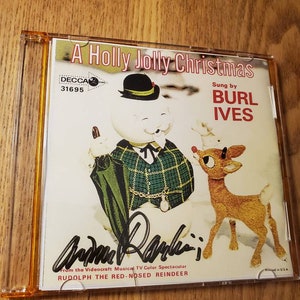 A Holly Jolly Christmas
DECCA
31695
Sung by
BURL
IVES
From the Videocraft Musical TV Color Spectacular
RUDOLPH THE RED-NOSED REINDEER